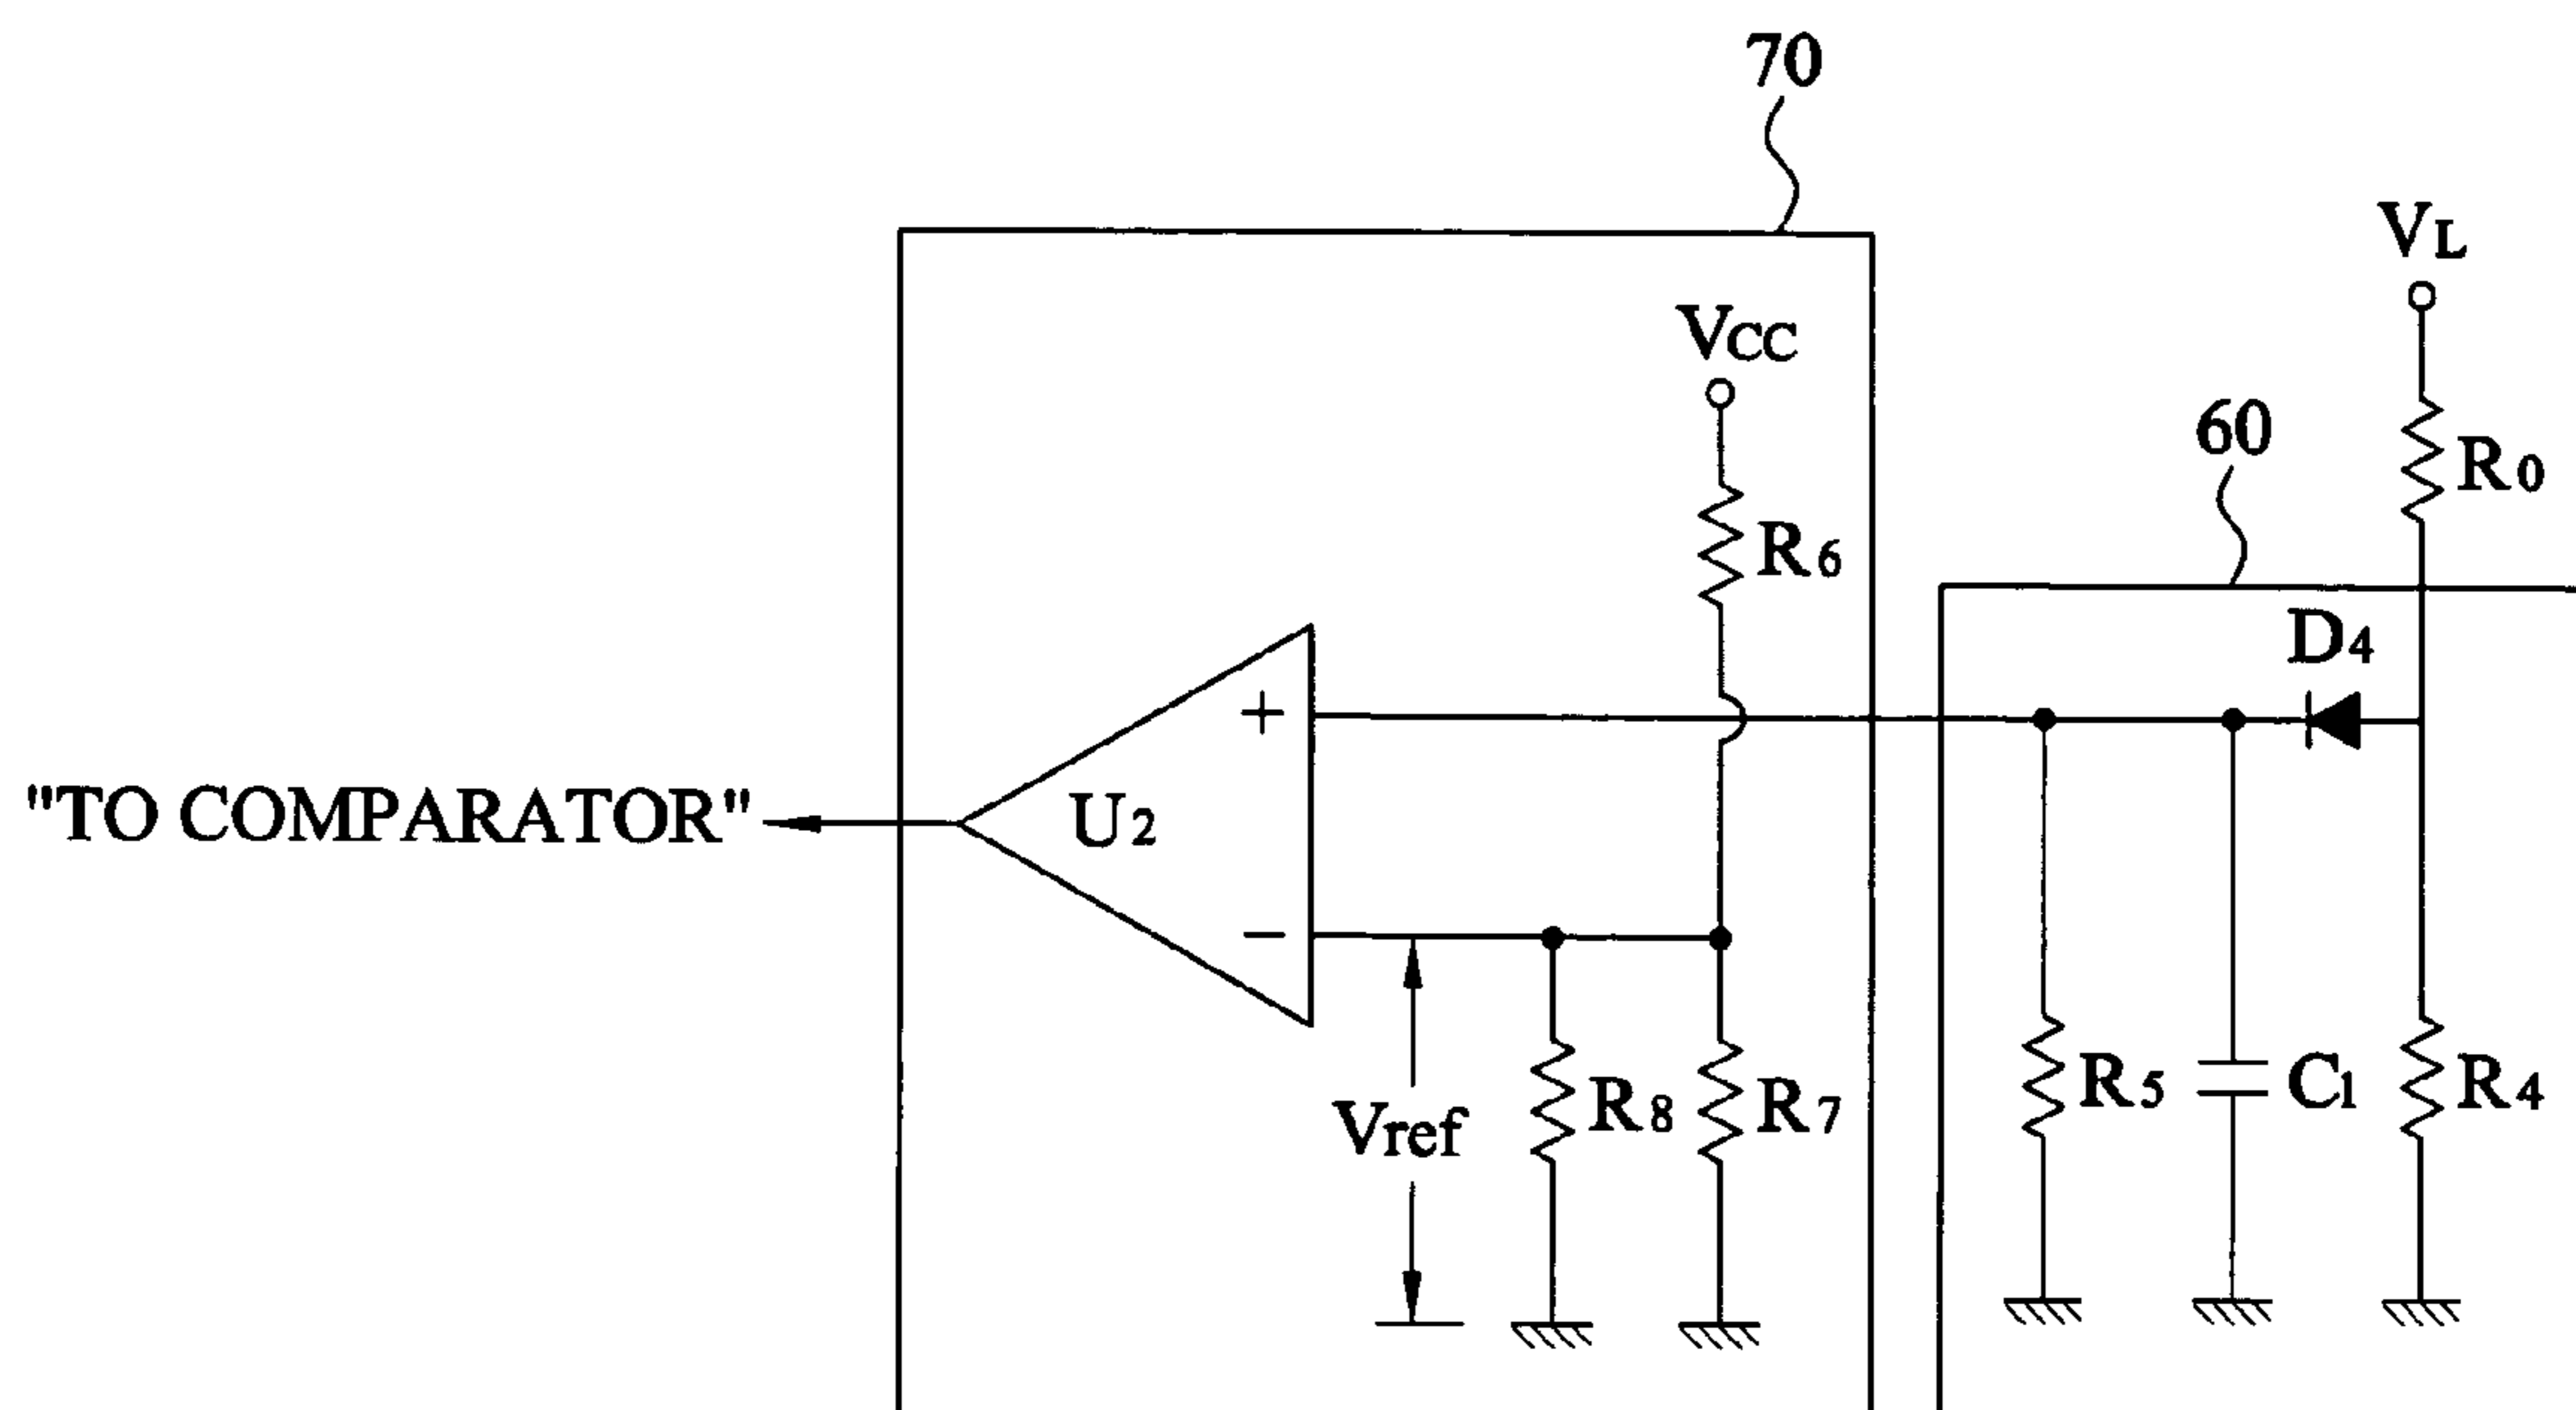 70
VL
VCC
60
R0
R6
D4
+
"TO COMPARATOR"
U2
−
R5
C1
R4
Vref
R8
R7